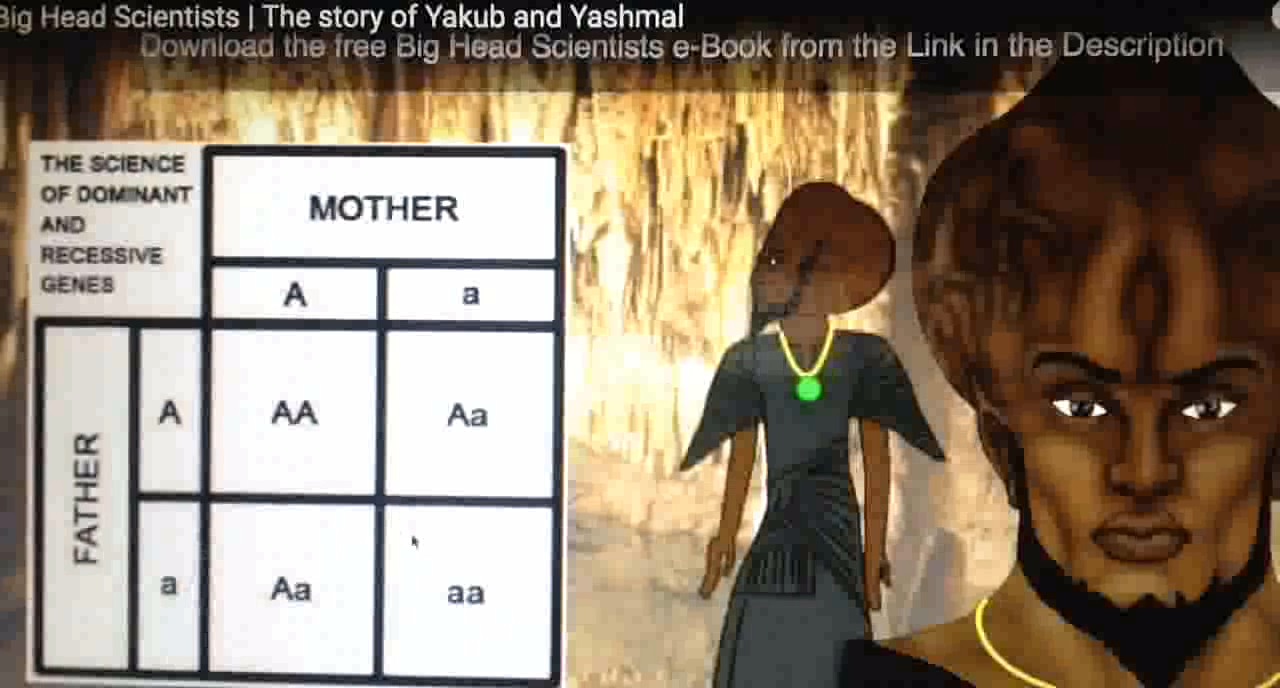 Big Head Scientists | The story of Yakub and Yashmal
Download the free Big Head Scientists e-Book from the Link in the Description
THE SCIENCE
OF DOMINANT
AND
RECESSIVE
GENES
MOTHER
A a
FATHER
A AA Aa
a Aa aa